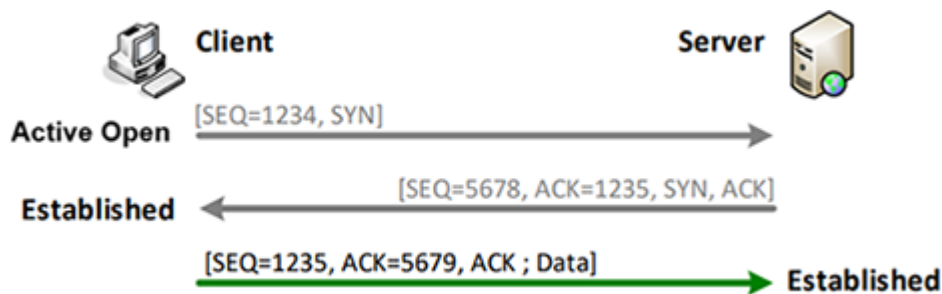 Client
Server
[SEQ=1234, SYN]
Active Open
[SEQ=5678, ACK=1235, SYN, ACK]
Established
[SEQ=1235, ACK=5679, ACK ; Data]
Established